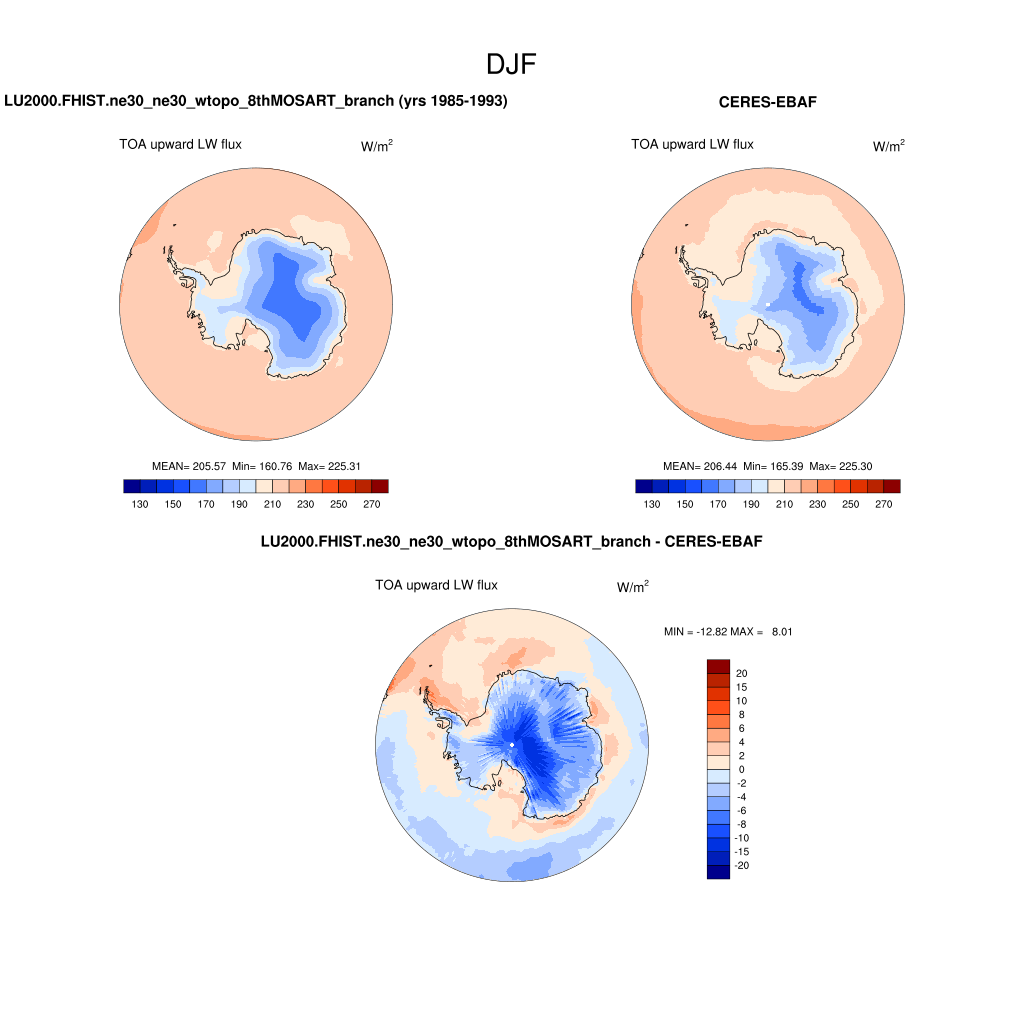 DJF
LU2000.FHIST.ne30_ne30_wtopo_8thMOSART_branch (yrs 1985-1993)
TOA upward LW flux W/m²
MEAN= 205.57 Min= 160.76 Max= 225.31
130 150 170 190 210 230 250 270
CERES-EBAF
TOA upward LW flux W/m²
MEAN= 206.44 Min= 165.39 Max= 225.30
130 150 170 190 210 230 250 270
LU2000.FHIST.ne30_ne30_wtopo_8thMOSART_branch - CERES-EBAF
TOA upward LW flux W/m²
MIN = -12.82 MAX = 8.01
20
15
10
8
6
4
2
0
-2
-4
-6
-8
-10
-15
-20